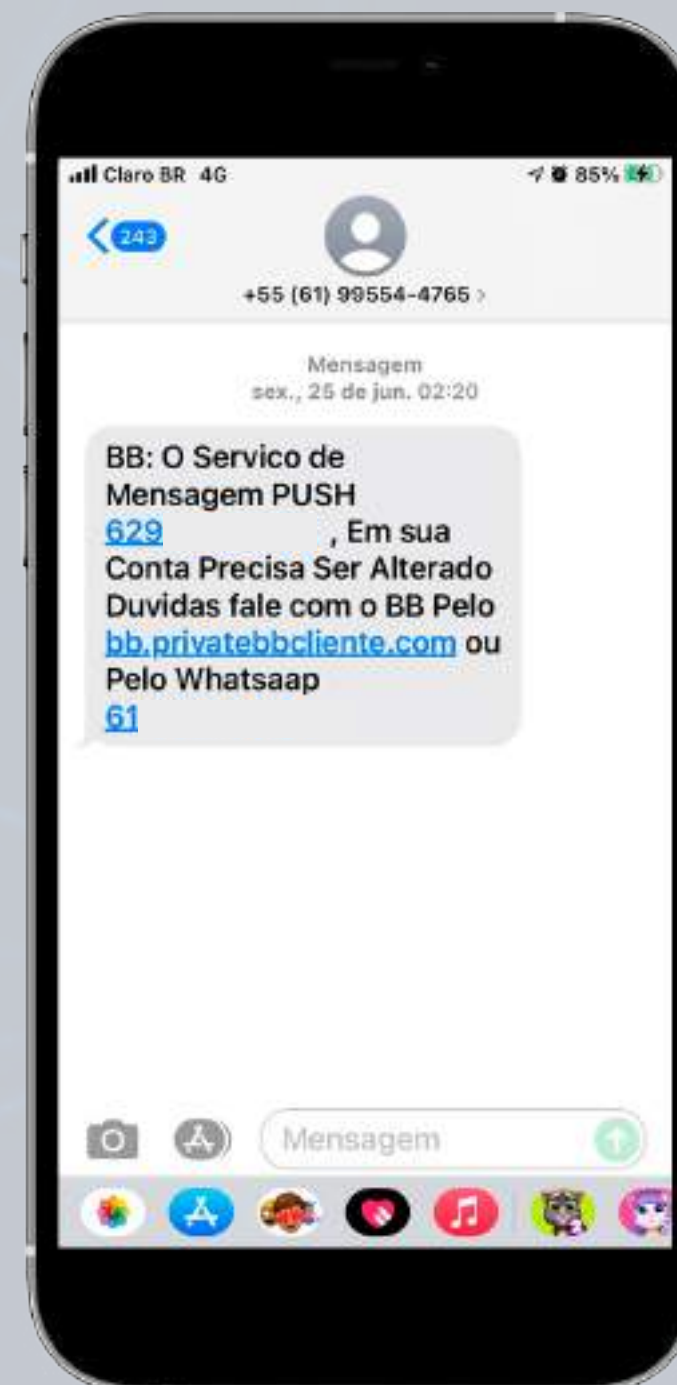 Claro BR 4G
85%
243
+55 (61) 99554-4765 >
Mensagem
sex., 25 de jun. 02:20
BB: O Servico de
Mensagem PUSH
629 , Em sua
Conta Precisa Ser Alterado
Duvidas fale com o BB Pelo
bb.privatebbcliente.com ou
Pelo Whatsaap
61
Mensagem
2